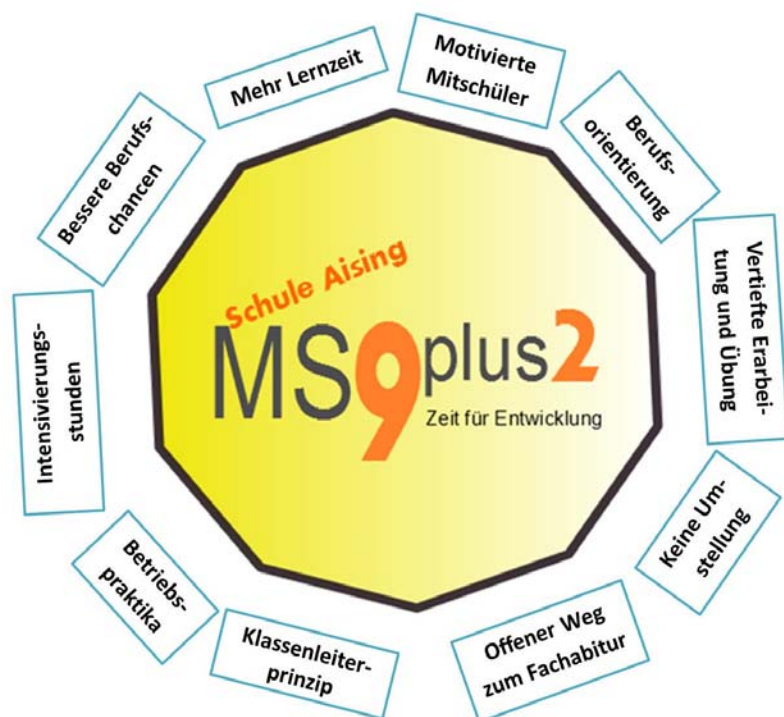 Mehr Lernzeit
Motivierte
Mitschüler
Berufs-
orientierung
Vertiefte Erarbei-
tung und Übung
Keine Um-
stellung
Offener Weg
zum Fachabitur
Klassenleiter-
prinzip
Betriebs-
praktika
Intensivierungs-
stunden
Bessere Berufs-
chancen
Schule Aising
MS9plus2
Zeit für Entwicklung